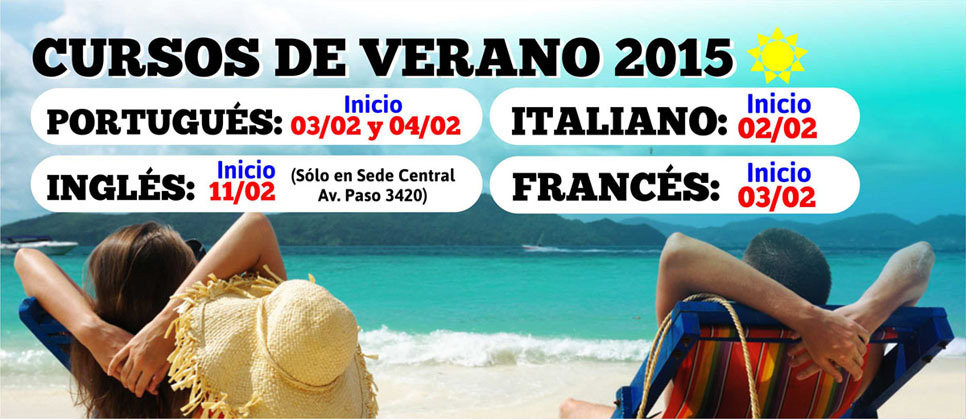 CURSOS DE VERANO 2015
PORTUGUÉS: Inicio
03/02 y 04/02
ITALIANO: Inicio
02/02
INGLÉS: Inicio
11/02
(Sólo en Sede Central
Av. Paso 3420)
FRANCÉS: Inicio
03/02